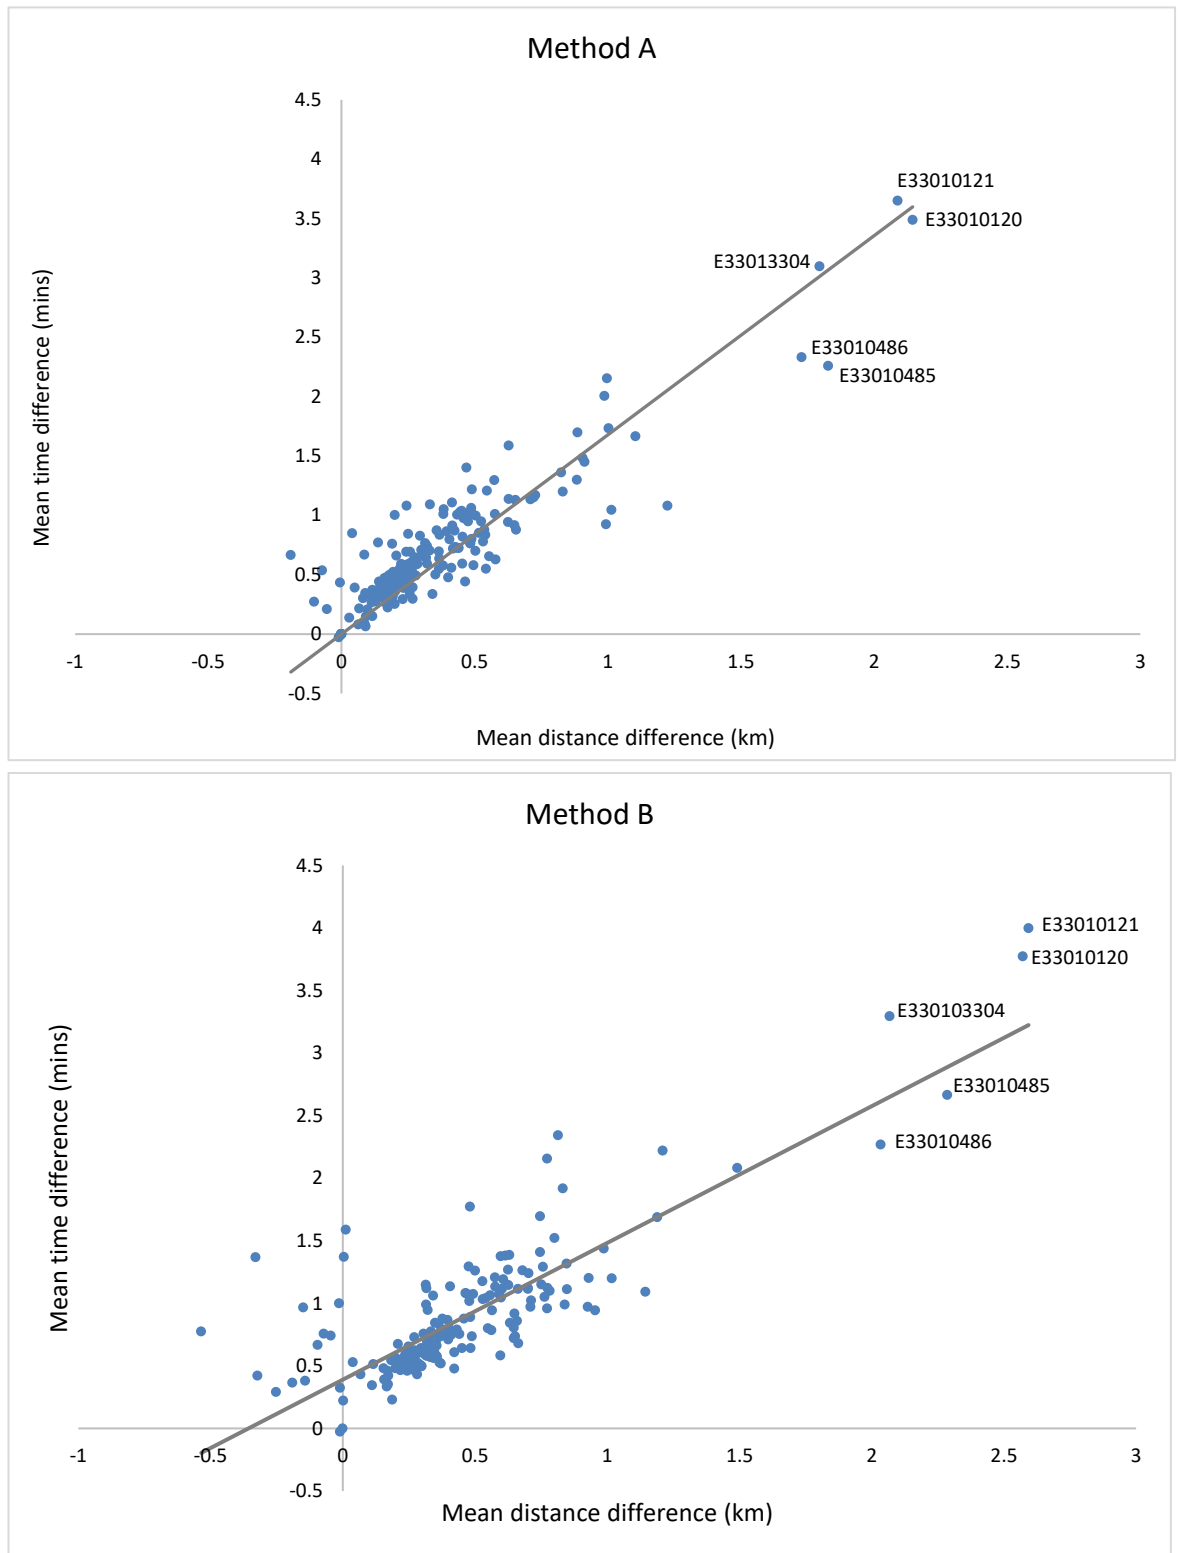 Method A
4.5
4
3.5
3
2.5
2
1.5
1
0.5
0
-0.5
-1
-0.5
0
0.5
1
1.5
2
2.5
3
Mean time difference (mins)
Mean distance difference (km)
E33010121
E33010120
E33013304
E33010486
E33010485
Method B
4.5
4
3.5
3
2.5
2
1.5
1
0.5
0
-0.5
-1
-0.5
0
0.5
1
1.5
2
2.5
3
Mean time difference (mins)
Mean distance difference (km)
E33010121
E33010120
E330103304
E33010485
E33010486